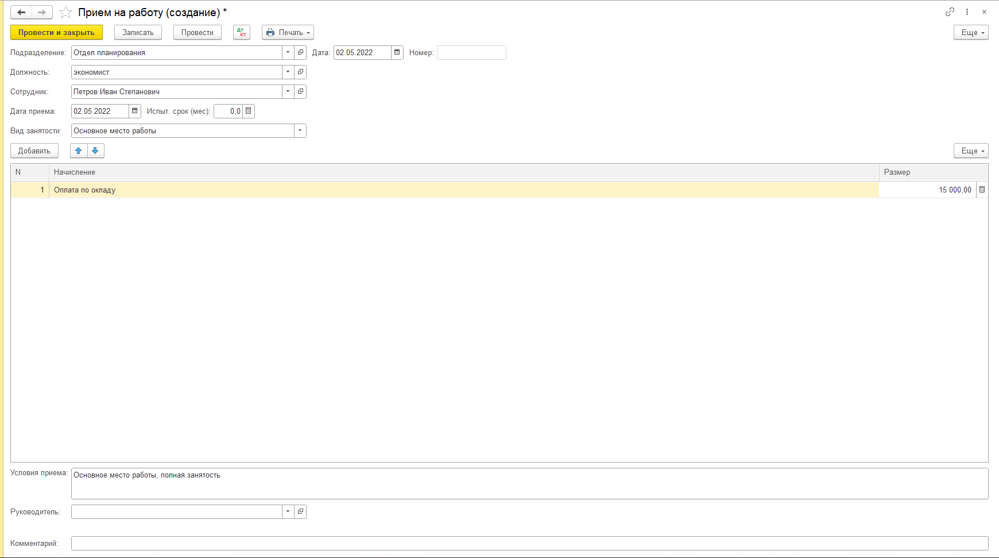 Прием на работу (создание) *
Провести и закрыть Записать Провести Дт Кт Печать Еще
Подразделение: Отдел планирования Дата: 02.05.2022 Номер:
Должность: экономист
Сотрудник: Петров Иван Степанович
Дата приема: 02.05.2022 Испыт. срок (мес): 0,0
Вид занятости: Основное место работы
Добавить Еще
N Начисление Размер
1 Оплата по окладу 15 000,00
Условия приема: Основное место работы, полная занятость
Руководитель:
Комментарий: